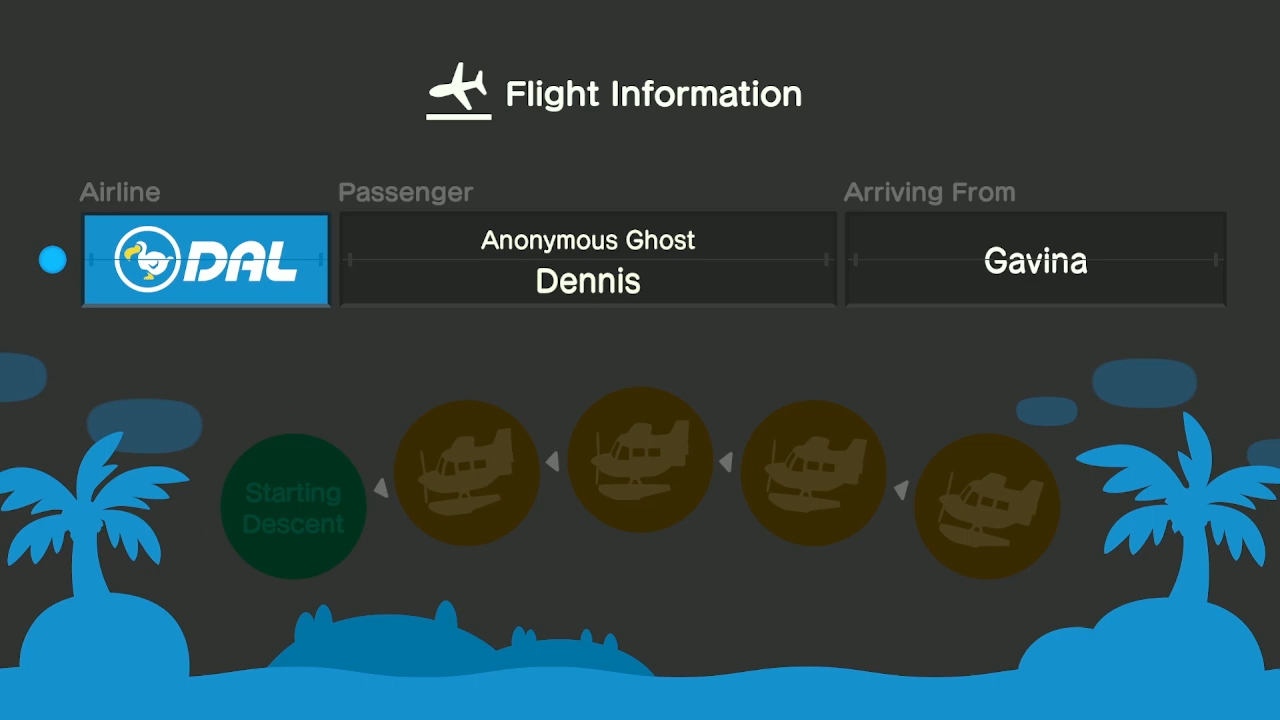 Flight Information
Airline
Passenger
Arriving From
DAL
Anonymous Ghost
Dennis
Gavina
Starting
Descent